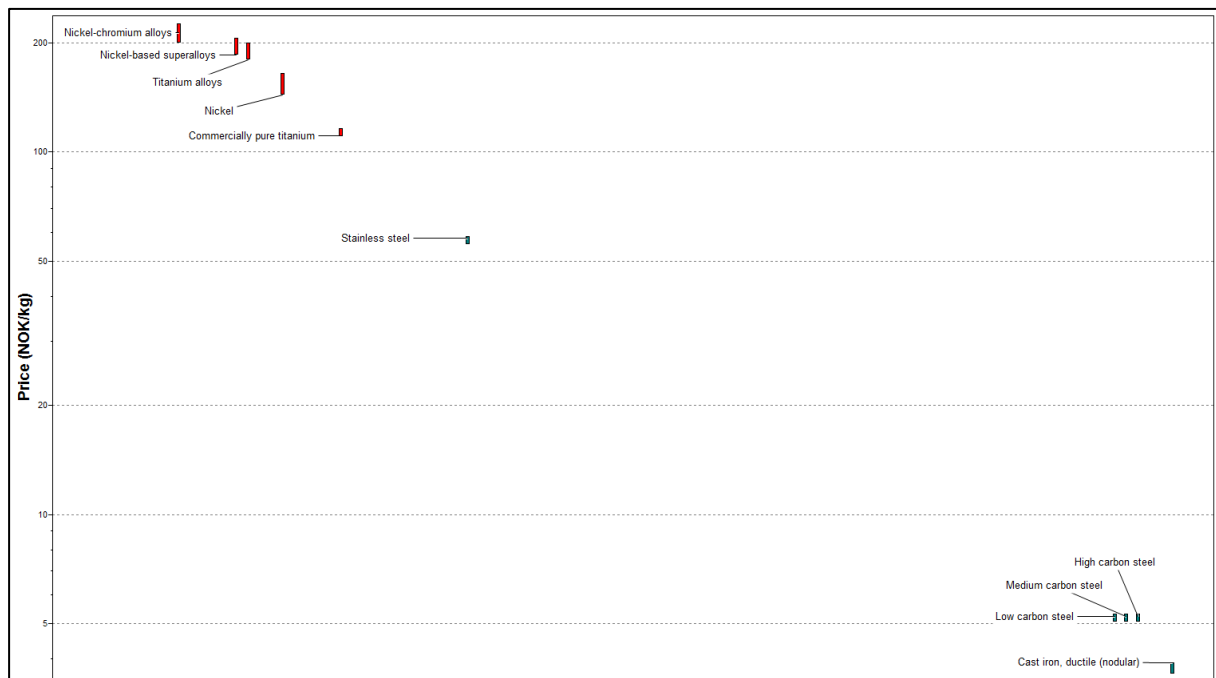 Nickel-chromium alloys
200
Nickel-based superalloys
Titanium alloys
Nickel
Commercially pure titanium
100
Stainless steel
50
Price (NOK/kg)
20
10
High carbon steel
Medium carbon steel
Low carbon steel
5
Cast iron, ductile (nodular)